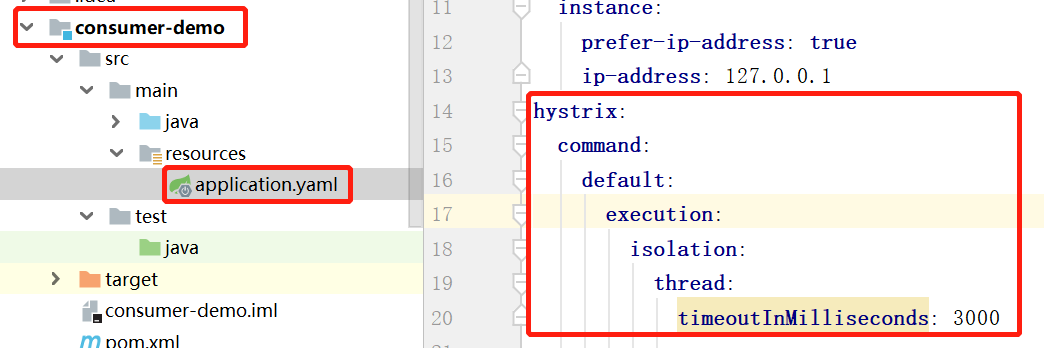 consumer-demo
src
main
java
resources
application.yaml
test
java
target
consumer-demo.iml
pom.xml
11 instance:
12 prefer-ip-address: true
13 ip-address: 127.0.0.1
14 hystrix:
15 command:
16 default:
17 execution:
18 isolation:
19 thread:
20 timeoutInMilliseconds: 3000